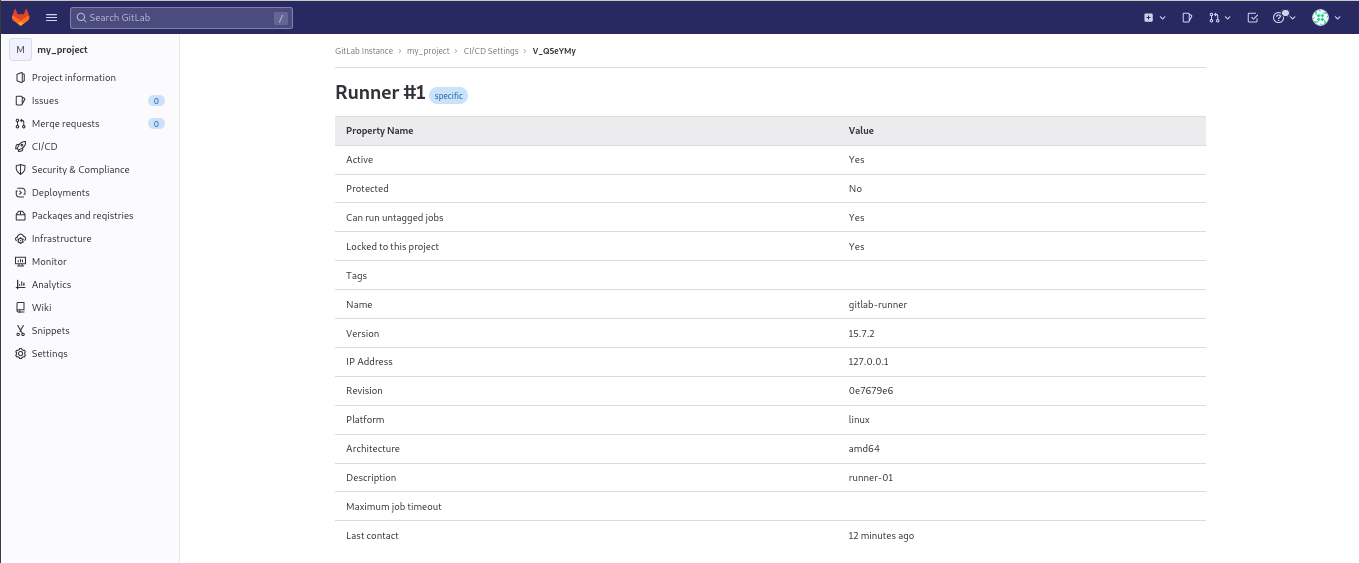 Search GitLab /
M my_project
Project information
Issues 0
Merge requests 0
CI/CD
Security & Compliance
Deployments
Packages and registries
Infrastructure
Monitor
Analytics
Wiki
Snippets
Settings
GitLab Instance › my_project › CI/CD Settings › V_Q5eYMy
Runner #1 specific
Property Name Value
Active Yes
Protected No
Can run untagged jobs Yes
Locked to this project Yes
Tags
Name gitlab-runner
Version 15.7.2
IP Address 127.0.0.1
Revision 0e7679e6
Platform linux
Architecture amd64
Description runner-01
Maximum job timeout
Last contact 12 minutes ago